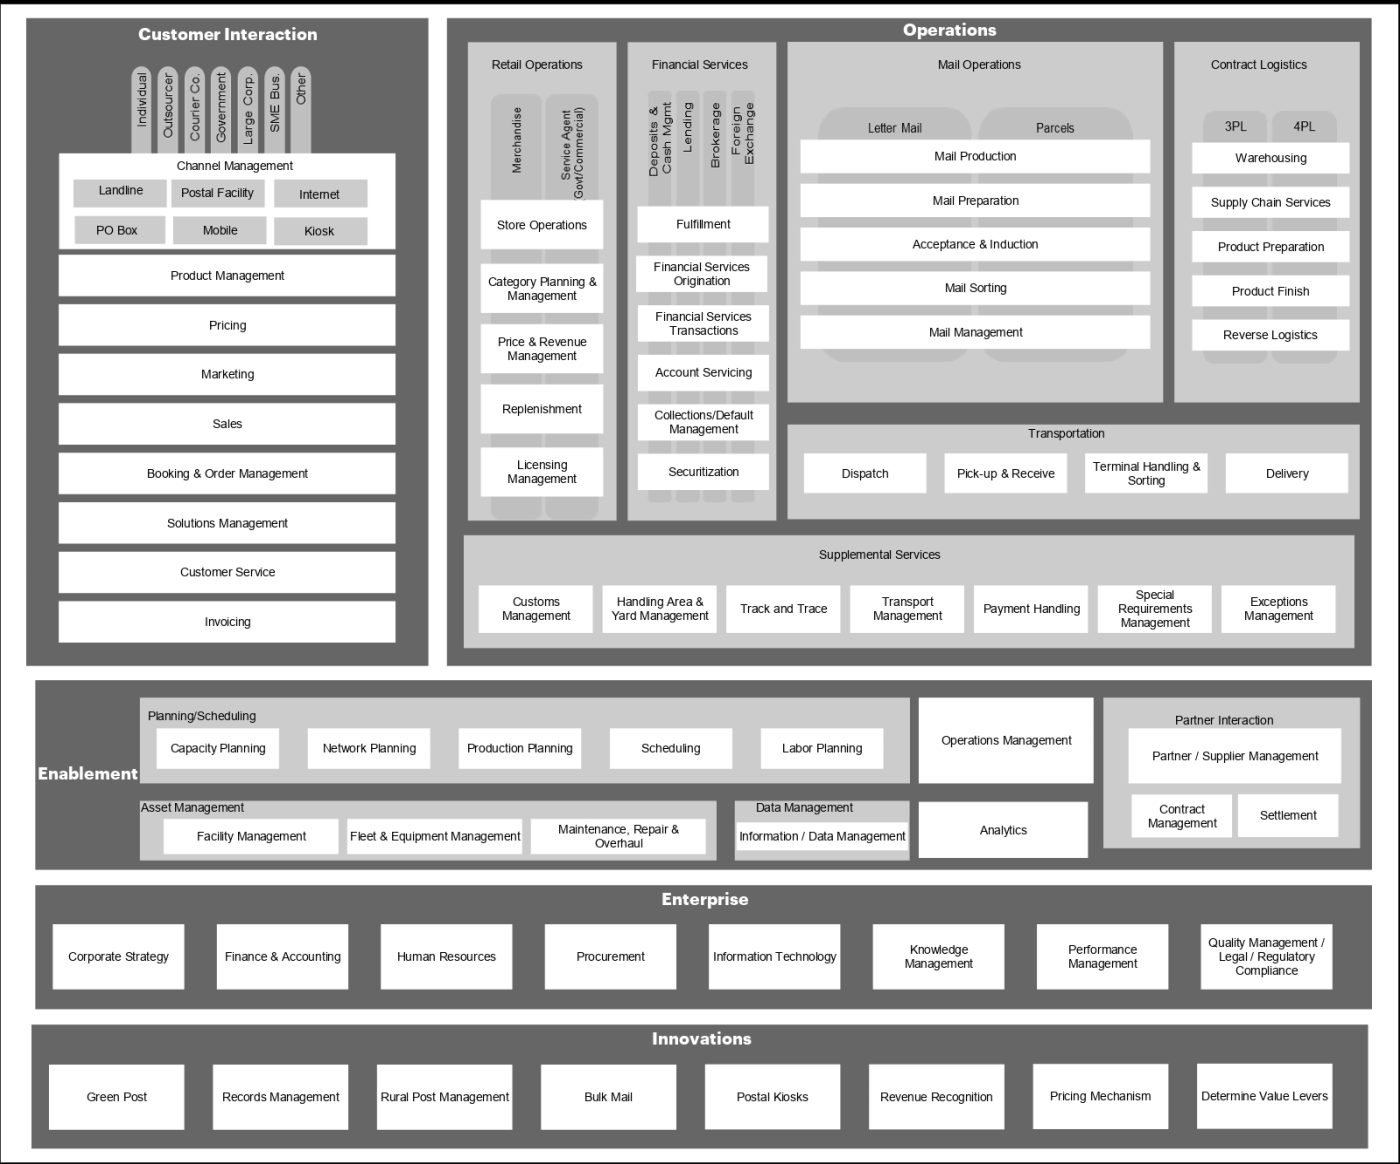 Customer Interaction
Individual
Outsourcer
Courier Co.
Government
Large Corp.
SME Bus.
Other
Channel Management
Landline
Postal Facility
Internet
PO Box
Mobile
Kiosk
Product Management
Pricing
Marketing
Sales
Booking & Order Management
Solutions Management
Customer Service
Invoicing
Operations
Retail Operations
Merchandise
Service Agent
(Govt/Commercial)
Store Operations
Category Planning &
Management
Price & Revenue
Management
Replenishment
Licensing
Management
Financial Services
Deposits &
Cash Mgmt
Lending
Brokerage
Foreign
Exchange
Fulfillment
Financial Services
Origination
Financial Services
Transactions
Account Servicing
Collections/Default
Management
Securitization
Mail Operations
Letter Mail
Parcels
Mail Production
Mail Preparation
Acceptance & Induction
Mail Sorting
Mail Management
Contract Logistics
3PL
4PL
Warehousing
Supply Chain Services
Product Preparation
Product Finish
Reverse Logistics
Transportation
Dispatch
Pick-up & Receive
Terminal Handling &
Sorting
Delivery
Supplemental Services
Customs
Management
Handling Area &
Yard Management
Track and Trace
Transport
Management
Payment Handling
Special
Requirements
Management
Exceptions
Management
Enablement
Planning/Scheduling
Capacity Planning
Network Planning
Production Planning
Scheduling
Labor Planning
Asset Management
Facility Management
Fleet & Equipment Management
Maintenance, Repair &
Overhaul
Data Management
Information / Data Management
Operations Management
Analytics
Partner Interaction
Partner / Supplier Management
Contract
Management
Settlement
Enterprise
Corporate Strategy
Finance & Accounting
Human Resources
Procurement
Information Technology
Knowledge
Management
Performance
Management
Quality Management /
Legal / Regulatory
Compliance
Innovations
Green Post
Records Management
Rural Post Management
Bulk Mail
Postal Kiosks
Revenue Recognition
Pricing Mechanism
Determine Value Levers